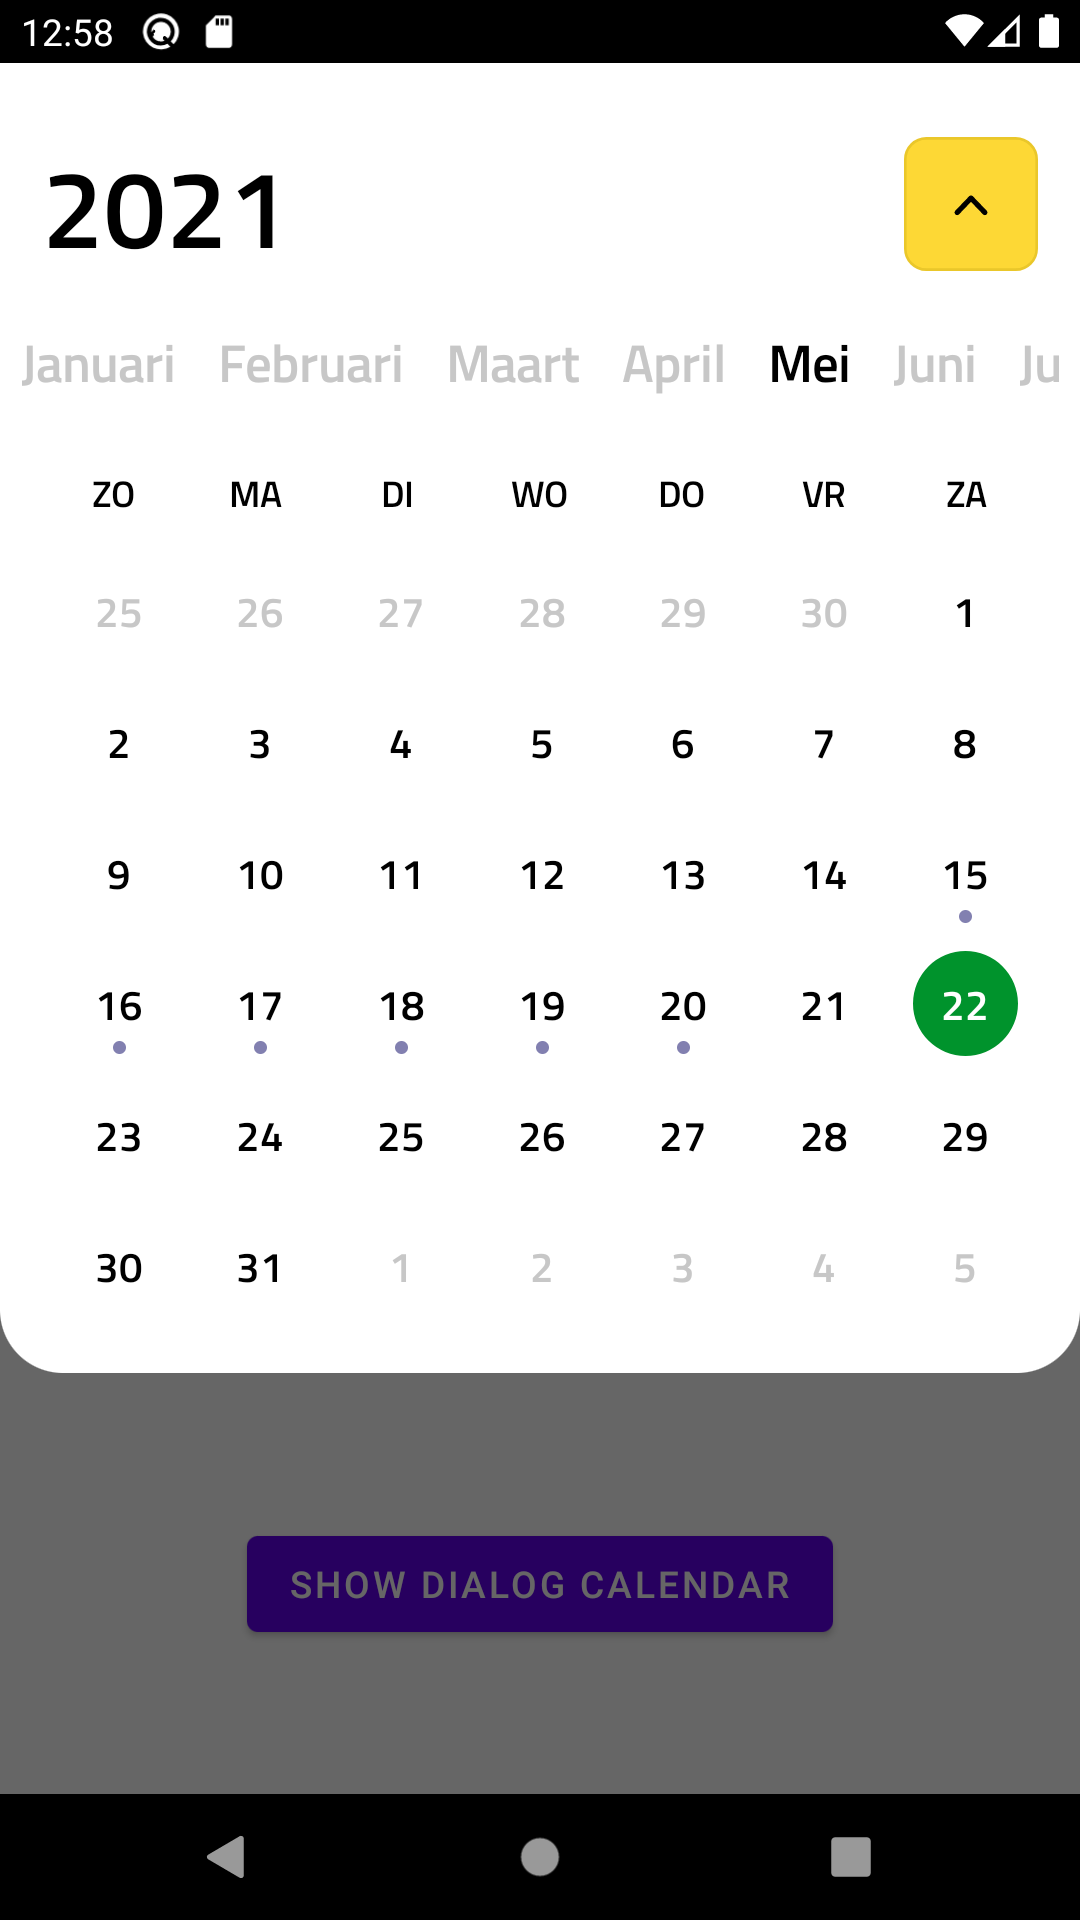 12:58
2021
Januari Februari Maart April Mei Juni Ju
ZO MA DI WO DO VR ZA
25 26 27 28 29 30 1
2 3 4 5 6 7 8
9 10 11 12 13 14 15
16 17 18 19 20 21 22
23 24 25 26 27 28 29
30 31 1 2 3 4 5
SHOW DIALOG CALENDAR